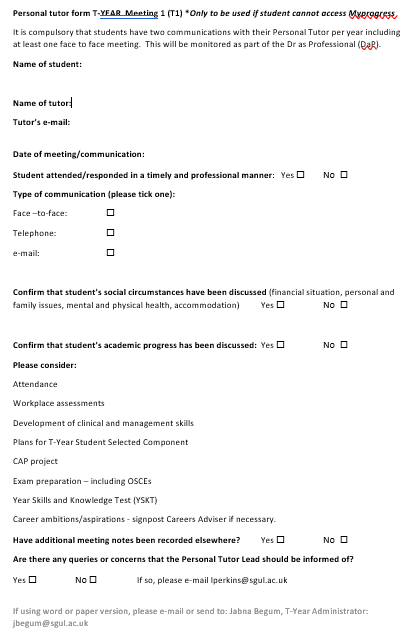 Personal tutor form T-YEAR Meeting 1 (T1) *Only to be used if student cannot access Myprogress
It is compulsory that students have two communications with their Personal Tutor per year including
at least one face to face meeting. This will be monitored as part of the Dr as Professional (DaP).
Name of student:
Name of tutor:
Tutor's e-mail:
Date of meeting/communication:
Student attended/responded in a timely and professional manner: Yes ☐ No ☐
Type of communication (please tick one):
Face –to-face: ☐
Telephone: ☐
e-mail: ☐
Confirm that student's social circumstances have been discussed (financial situation, personal and
family issues, mental and physical health, accommodation) Yes ☐ No ☐
Confirm that student's academic progress has been discussed: Yes ☐ No ☐
Please consider:
Attendance
Workplace assessments
Development of clinical and management skills
Plans for T-Year Student Selected Component
CAP project
Exam preparation – including OSCEs
Year Skills and Knowledge Test (YSKT)
Career ambitions/aspirations - signpost Careers Adviser if necessary.
Have additional meeting notes been recorded elsewhere? Yes ☐ No ☐
Are there any queries or concerns that the Personal Tutor Lead should be informed of?
Yes ☐ No ☐ If so, please e-mail lperkins@sgul.ac.uk
If using word or paper version, please e-mail or send to: Jabna Begum, T-Year Administrator:
jbegum@sgul.ac.uk